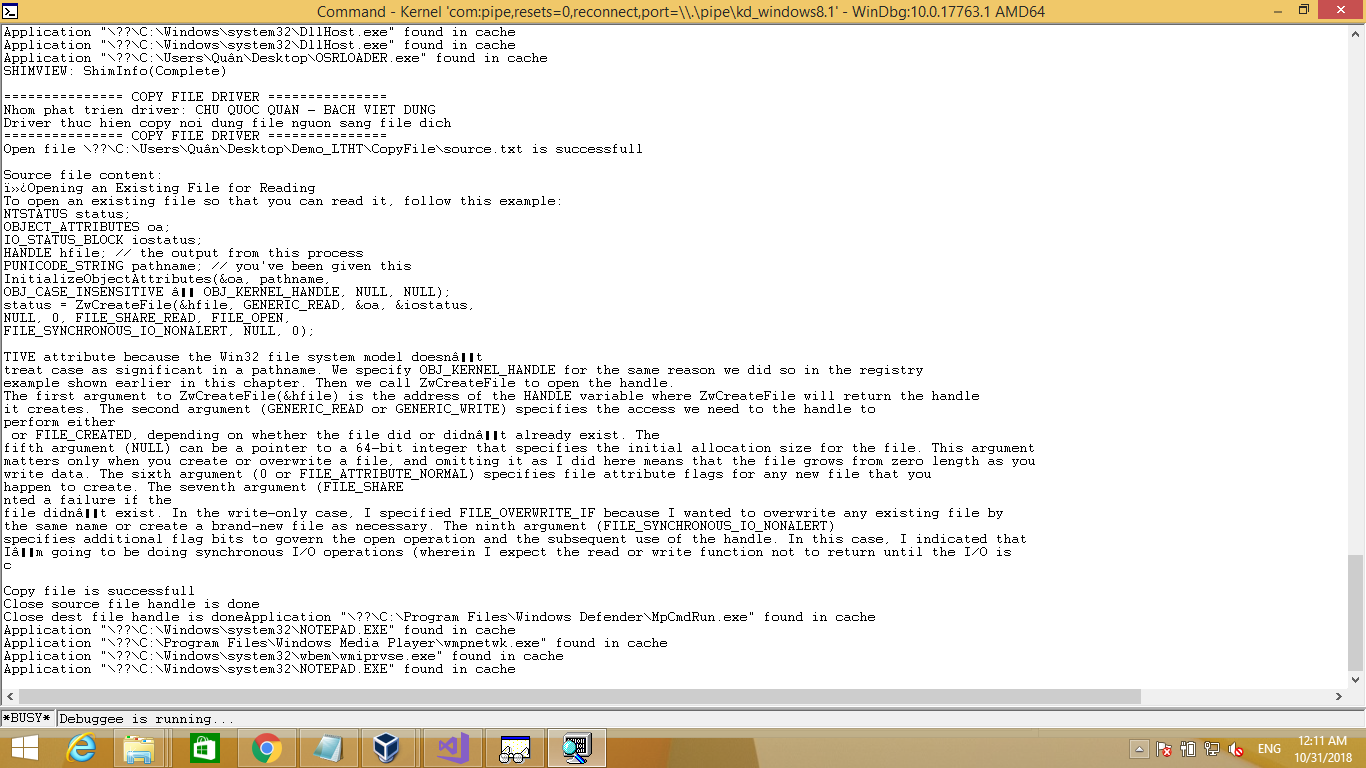 Command - Kernel 'com:pipe,resets=0,reconnect,port=\\.\pipe\kd_windows8.1' - WinDbg:10.0.17763.1 AMD64
Application "\??\C:\Windows\system32\DllHost.exe" found in cache
Application "\??\C:\Windows\system32\DllHost.exe" found in cache
Application "\??\C:\Users\Quân\Desktop\OSRLOADER.exe" found in cache
SHIMVIEW: ShimInfo(Complete)
=============== COPY FILE DRIVER ===============
Nhom phat trien driver: CHU QUOC QUAN - BACH VIET DUNG
Driver thuc hien copy noi dung file nguon sang file dich
=============== COPY FILE DRIVER ===============
Open file \??\C:\Users\Quân\Desktop\Demo_LTHT\CopyFile\source.txt is successfull
Source file content:
ï»¿Opening an Existing File for Reading
To open an existing file so that you can read it, follow this example:
NTSTATUS status;
OBJECT_ATTRIBUTES oa;
IO_STATUS_BLOCK iostatus;
HANDLE hfile; // the output from this process
PUNICODE_STRING pathname; // you've been given this
InitializeObjectAttributes(&oa, pathname,
OBJ_CASE_INSENSITIVE â▮▮ OBJ_KERNEL_HANDLE, NULL, NULL);
status = ZwCreateFile(&hfile, GENERIC_READ, &oa, &iostatus,
NULL, 0, FILE_SHARE_READ, FILE_OPEN,
FILE_SYNCHRONOUS_IO_NONALERT, NULL, 0);
TIVE attribute because the Win32 file system model doesnâ▮▮t
treat case as significant in a pathname. We specify OBJ_KERNEL_HANDLE for the same reason we did so in the registry
example shown earlier in this chapter. Then we call ZwCreateFile to open the handle.
The first argument to ZwCreateFile(&hfile) is the address of the HANDLE variable where ZwCreateFile will return the handle
it creates. The second argument (GENERIC_READ or GENERIC_WRITE) specifies the access we need to the handle to
perform either
or FILE_CREATED, depending on whether the file did or didnâ▮▮t already exist. The
fifth argument (NULL) can be a pointer to a 64-bit integer that specifies the initial allocation size for the file. This argument
matters only when you create or overwrite a file, and omitting it as I did here means that the file grows from zero length as you
write data. The sixth argument (0 or FILE_ATTRIBUTE_NORMAL) specifies file attribute flags for any new file that you
happen to create. The seventh argument (FILE_SHARE
nted a failure if the
file didnâ▮▮t exist. In the write-only case, I specified FILE_OVERWRITE_IF because I wanted to overwrite any existing file by
the same name or create a brand-new file as necessary. The ninth argument (FILE_SYNCHRONOUS_IO_NONALERT)
specifies additional flag bits to govern the open operation and the subsequent use of the handle. In this case, I indicated that
Iâ▮▮m going to be doing synchronous I/O operations (wherein I expect the read or write function not to return until the I/O is
c
Copy file is successfull
Close source file handle is done
Close dest file handle is doneApplication "\??\C:\Program Files\Windows Defender\MpCmdRun.exe" found in cache
Application "\??\C:\Windows\system32\NOTEPAD.EXE" found in cache
Application "\??\C:\Program Files\Windows Media Player\wmpnetwk.exe" found in cache
Application "\??\C:\Windows\system32\wbem\wmiprvse.exe" found in cache
Application "\??\C:\Windows\system32\NOTEPAD.EXE" found in cache
*BUSY* Debuggee is running...
ENG
12:11 AM
10/31/2018